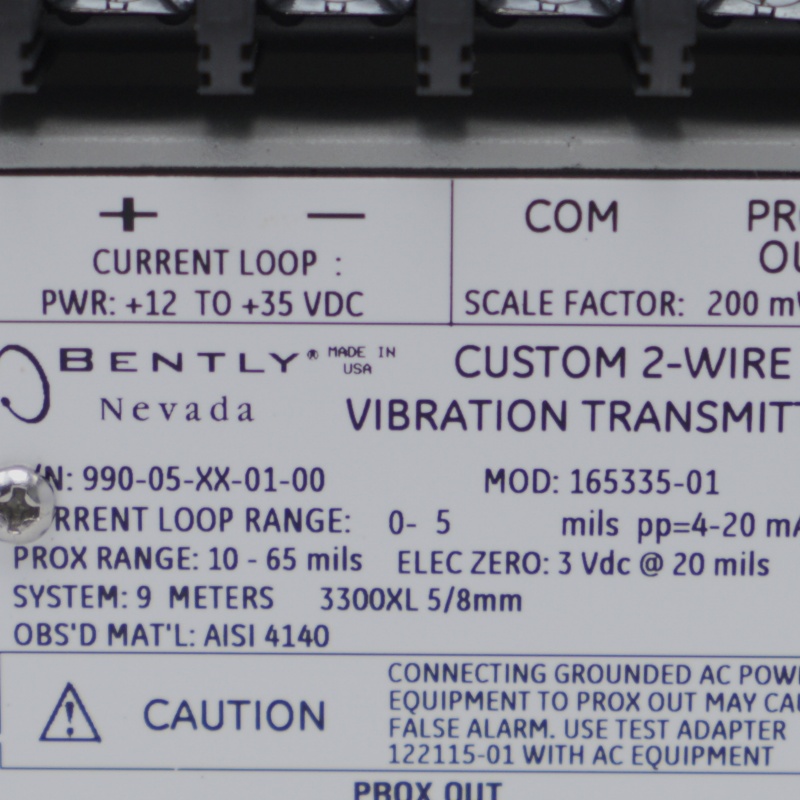 + − COM
CURRENT LOOP :
PWR: +12 TO +35 VDC SCALE FACTOR: 200
BENTLY® MADE IN USA
Nevada
CUSTOM 2-WIRE
VIBRATION
990-05-XX-01-00 MOD: 165335-01
LOOP RANGE: 0- 5 mils pp=4-20
PROX RANGE: 10 - 65 mils ELEC ZERO: 3 Vdc @ 20 mils
SYSTEM: 9 METERS 3300XL 5/8mm
OBS'D MAT'L: AISI 4140
CAUTION
CONNECTING GROUNDED AC
EQUIPMENT TO PROX OUT MAY
FALSE ALARM. USE TEST ADAPTER
122115-01 WITH AC EQUIPMENT
PROX OUT